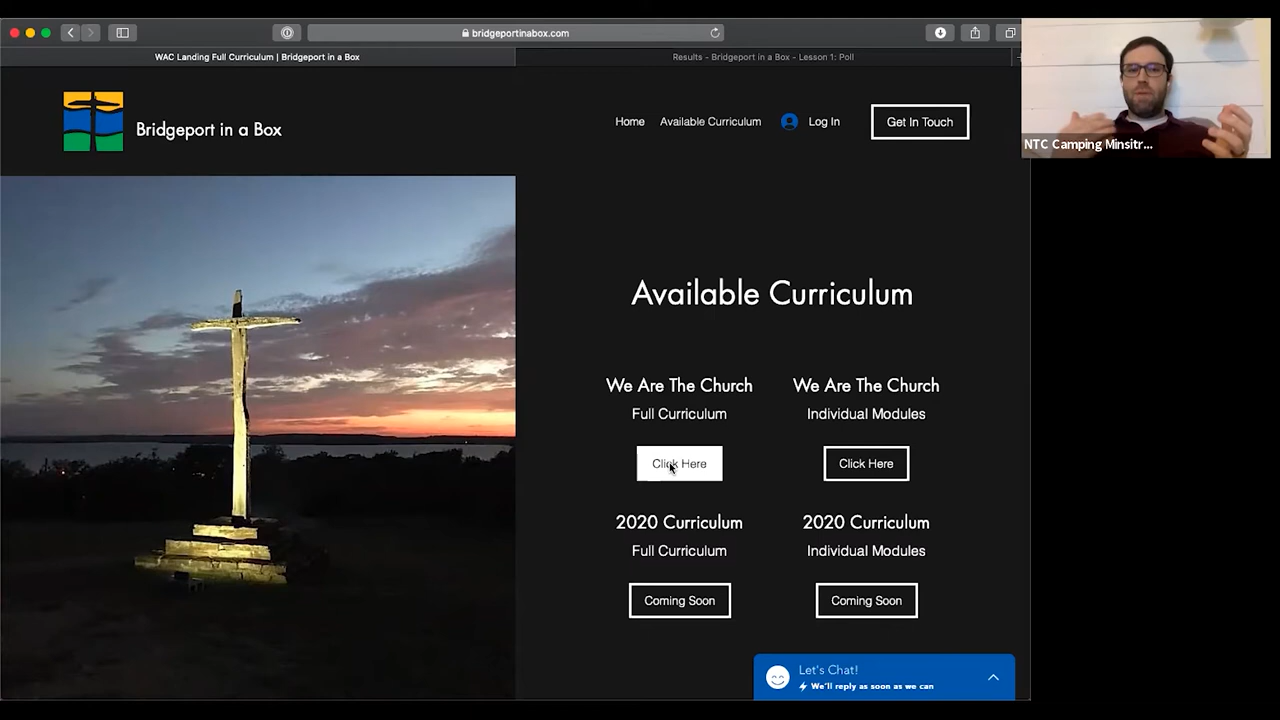 bridgeportinabox.com
WAC Landing Full Curriculum | Bridgeport in a Box
Results - Bridgeport in a Box - Lesson 1: Poll
NTC Camping Minsitr...
Bridgeport in a Box
Home
Available Curriculum
Log In
Get In Touch
Available Curriculum
We Are The Church
Full Curriculum
Click Here
We Are The Church
Individual Modules
Click Here
2020 Curriculum
Full Curriculum
Coming Soon
2020 Curriculum
Individual Modules
Coming Soon
Let's Chat!
We'll reply as soon as we can